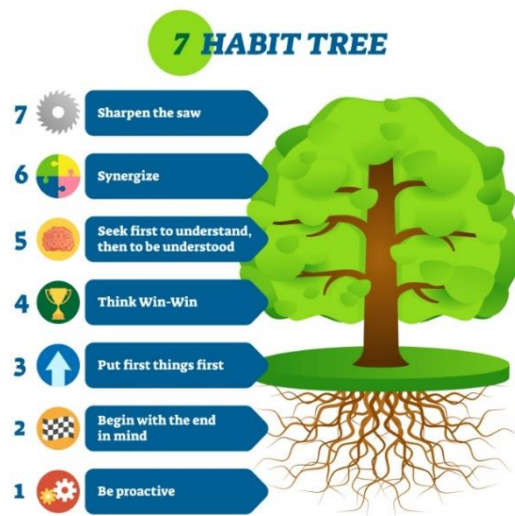 7 HABIT TREE
7 Sharpen the saw
6 Synergize
5 Seek first to understand,
then to be understood
4 Think Win-Win
3 Put first things first
2 Begin with the end
in mind
1 Be proactive